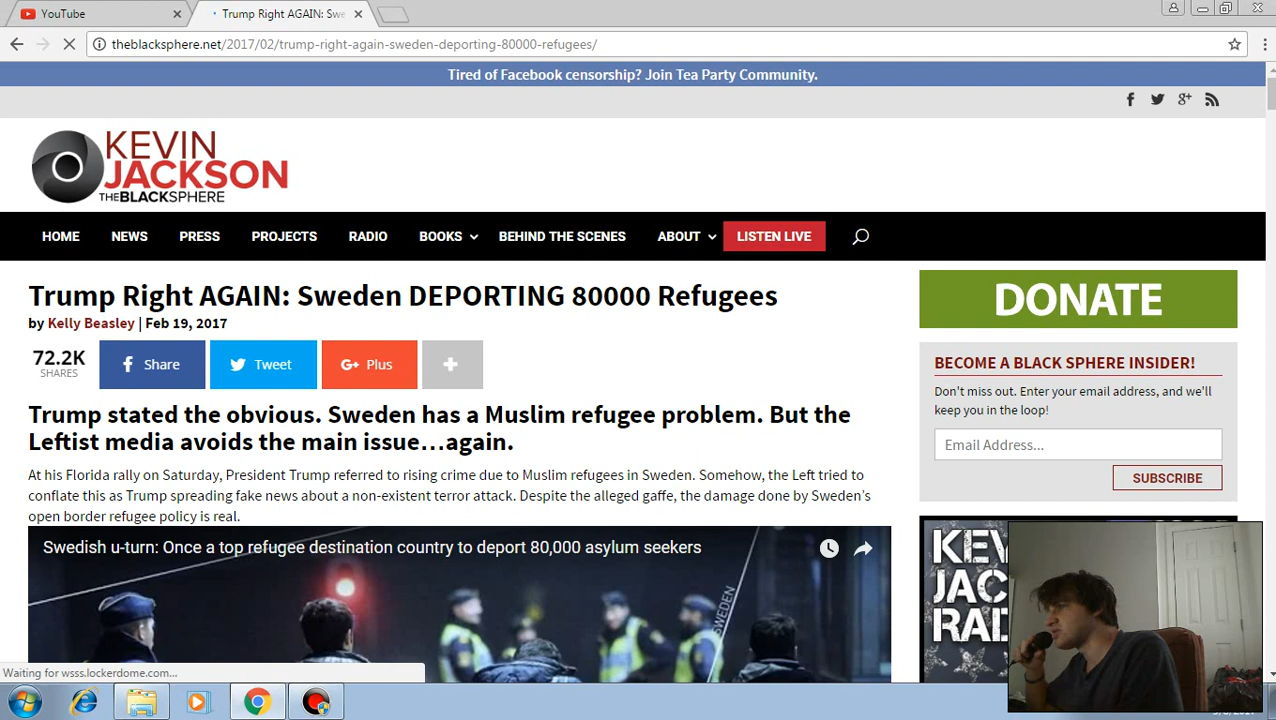 YouTube
Trump Right AGAIN: Swe
theblacksphere.net/2017/02/trump-right-again-sweden-deporting-80000-refugees/
Tired of Facebook censorship? Join Tea Party Community.
KEVIN
JACKSON
THEBLACKSPHERE
HOME NEWS PRESS PROJECTS RADIO BOOKS BEHIND THE SCENES ABOUT LISTEN LIVE
Trump Right AGAIN: Sweden DEPORTING 80000 Refugees
by Kelly Beasley | Feb 19, 2017
72.2K
SHARES
Share
Tweet
G+ Plus
Trump stated the obvious. Sweden has a Muslim refugee problem. But the
Leftist media avoids the main issue…again.
At his Florida rally on Saturday, President Trump referred to rising crime due to Muslim refugees in Sweden. Somehow, the Left tried to
conflate this as Trump spreading fake news about a non-existent terror attack. Despite the alleged gaffe, the damage done by Sweden's
open border refugee policy is real.
Swedish u-turn: Once a top refugee destination country to deport 80,000 asylum seekers
SWEDEN
DONATE
BECOME A BLACK SPHERE INSIDER!
Don't miss out. Enter your email address, and we'll
keep you in the loop!
Email Address...
SUBSCRIBE
KEV
JAC
RAD
Waiting for wsss.lockerdome.com...